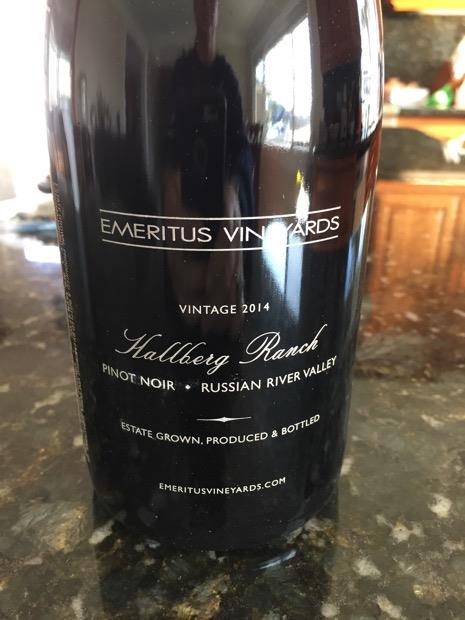 EMERITUS VINEYARDS
VINTAGE 2014
Hallberg Ranch
PINOT NOIR • RUSSIAN RIVER VALLEY
ESTATE GROWN, PRODUCED & BOTTLED
EMERITUSVINEYARDS.COM